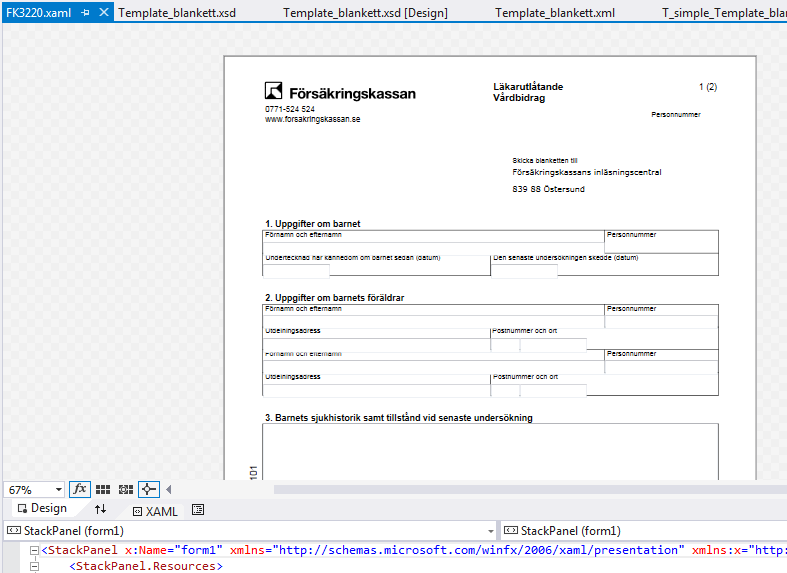 FK3220.xaml Template_blankett.xsd Template_blankett.xsd [Design] Template_blankett.xml T_simple_Template_blan
Försäkringskassan
0771-524 524
www.forsakringskassan.se
Läkarutlåtande
Vårdbidrag
1 (2)
Personnummer
Skicka blanketten till
Försäkringskassans inläsningscentral
839 88 Östersund
1. Uppgifter om barnet
Förnamn och efternamn Personnummer
Undertecknad har kännedom om barnet sedan (datum) Den senaste undersökningen skedde (datum)
2. Uppgifter om barnets föräldrar
Förnamn och efternamn Personnummer
Utdelningsadress Postnummer och ort
Förnamn och efternamn Personnummer
Utdelningsadress Postnummer och ort
3. Barnets sjukhistorik samt tillstånd vid senaste undersökning
101
67% fx
Design XAML
StackPanel (form1) StackPanel (form1)
<StackPanel x:Name="form1" xmlns="http://schemas.microsoft.com/winfx/2006/xaml/presentation" xmlns:x="http:
<StackPanel.Resources>